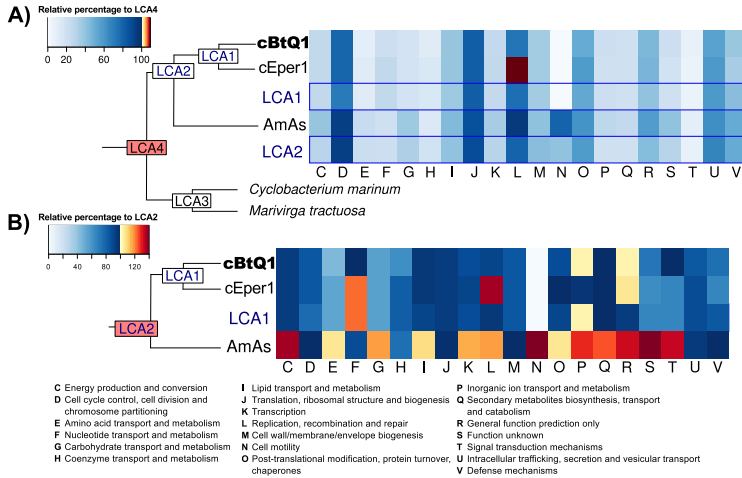 A)
Relative percentage to LCA4
0 20 60 100
cBtQ1
LCA1
LCA2
cEper1
LCA1
AmAs
LCA4
LCA2
C D E F G H I J K L M N O P Q R S T U V
LCA3
Cyclobacterium marinum
Marivirga tractuosa
B)
Relative percentage to LCA2
0 40 80 120
cBtQ1
LCA1
cEper1
LCA1
LCA2
AmAs
C D E F G H I J K L M N O P Q R S T U V
C Energy production and conversion
D Cell cycle control, cell division and
chromosome partitioning
E Amino acid transport and metabolism
F Nucleotide transport and metabolism
G Carbohydrate transport and metabolism
H Coenzyme transport and metabolism
I Lipid transport and metabolism
J Translation, ribosomal structure and biogenesis
K Transcription
L Replication, recombination and repair
M Cell wall/membrane/envelope biogenesis
N Cell motility
O Post-translational modification, protein turnover,
chaperones
P Inorganic ion transport and metabolism
Q Secondary metabolites biosynthesis, transport
and catabolism
R General function prediction only
S Function unknown
T Signal transduction mechanisms
U Intracellular trafficking, secretion and vesicular transport
V Defense mechanisms